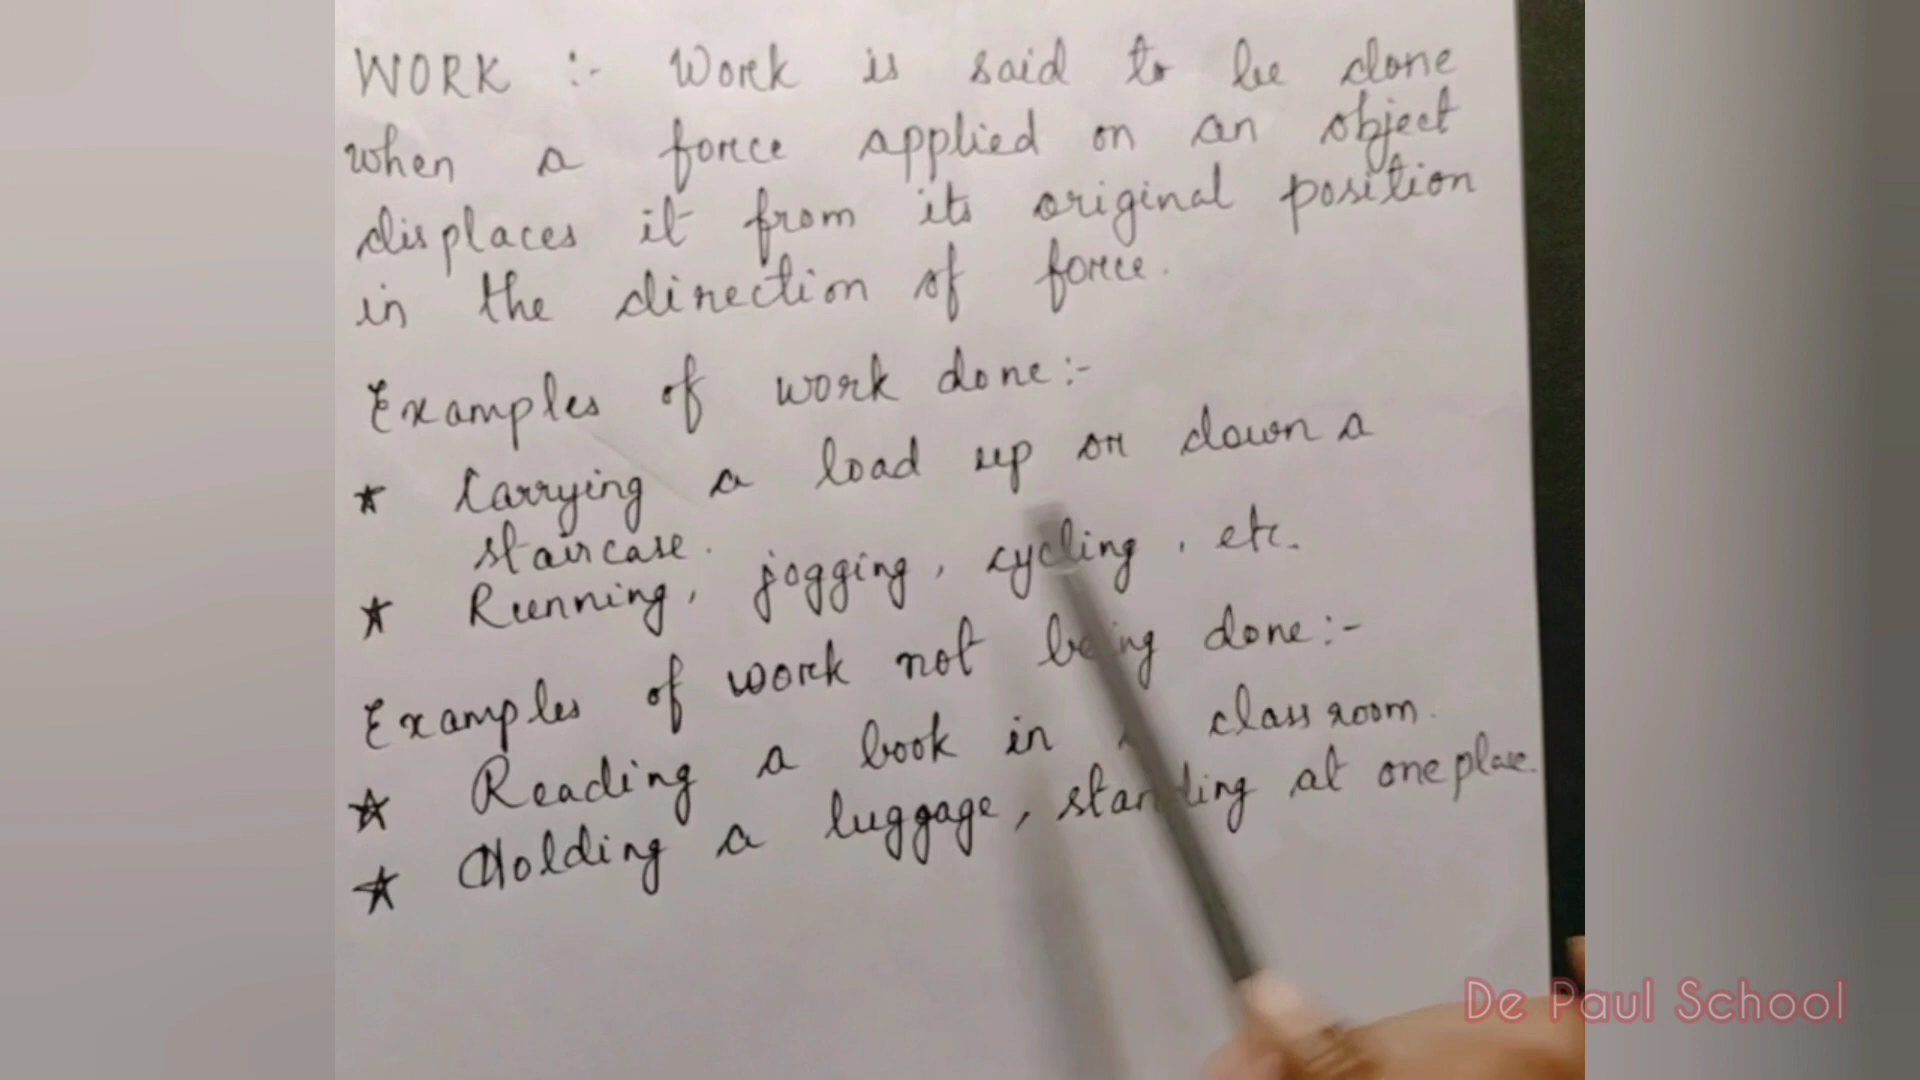 WORK :- Work is said to be done
when a force applied on an object
displaces it from its original position
in the direction of force.
Examples of work done:-
★ Carrying a load up or down a
staircase.
★ Running, jogging, cycling, etc.
Examples of work not being done:-
★ Reading a book in classroom.
★ Holding a luggage, standing at one place.
De Paul School